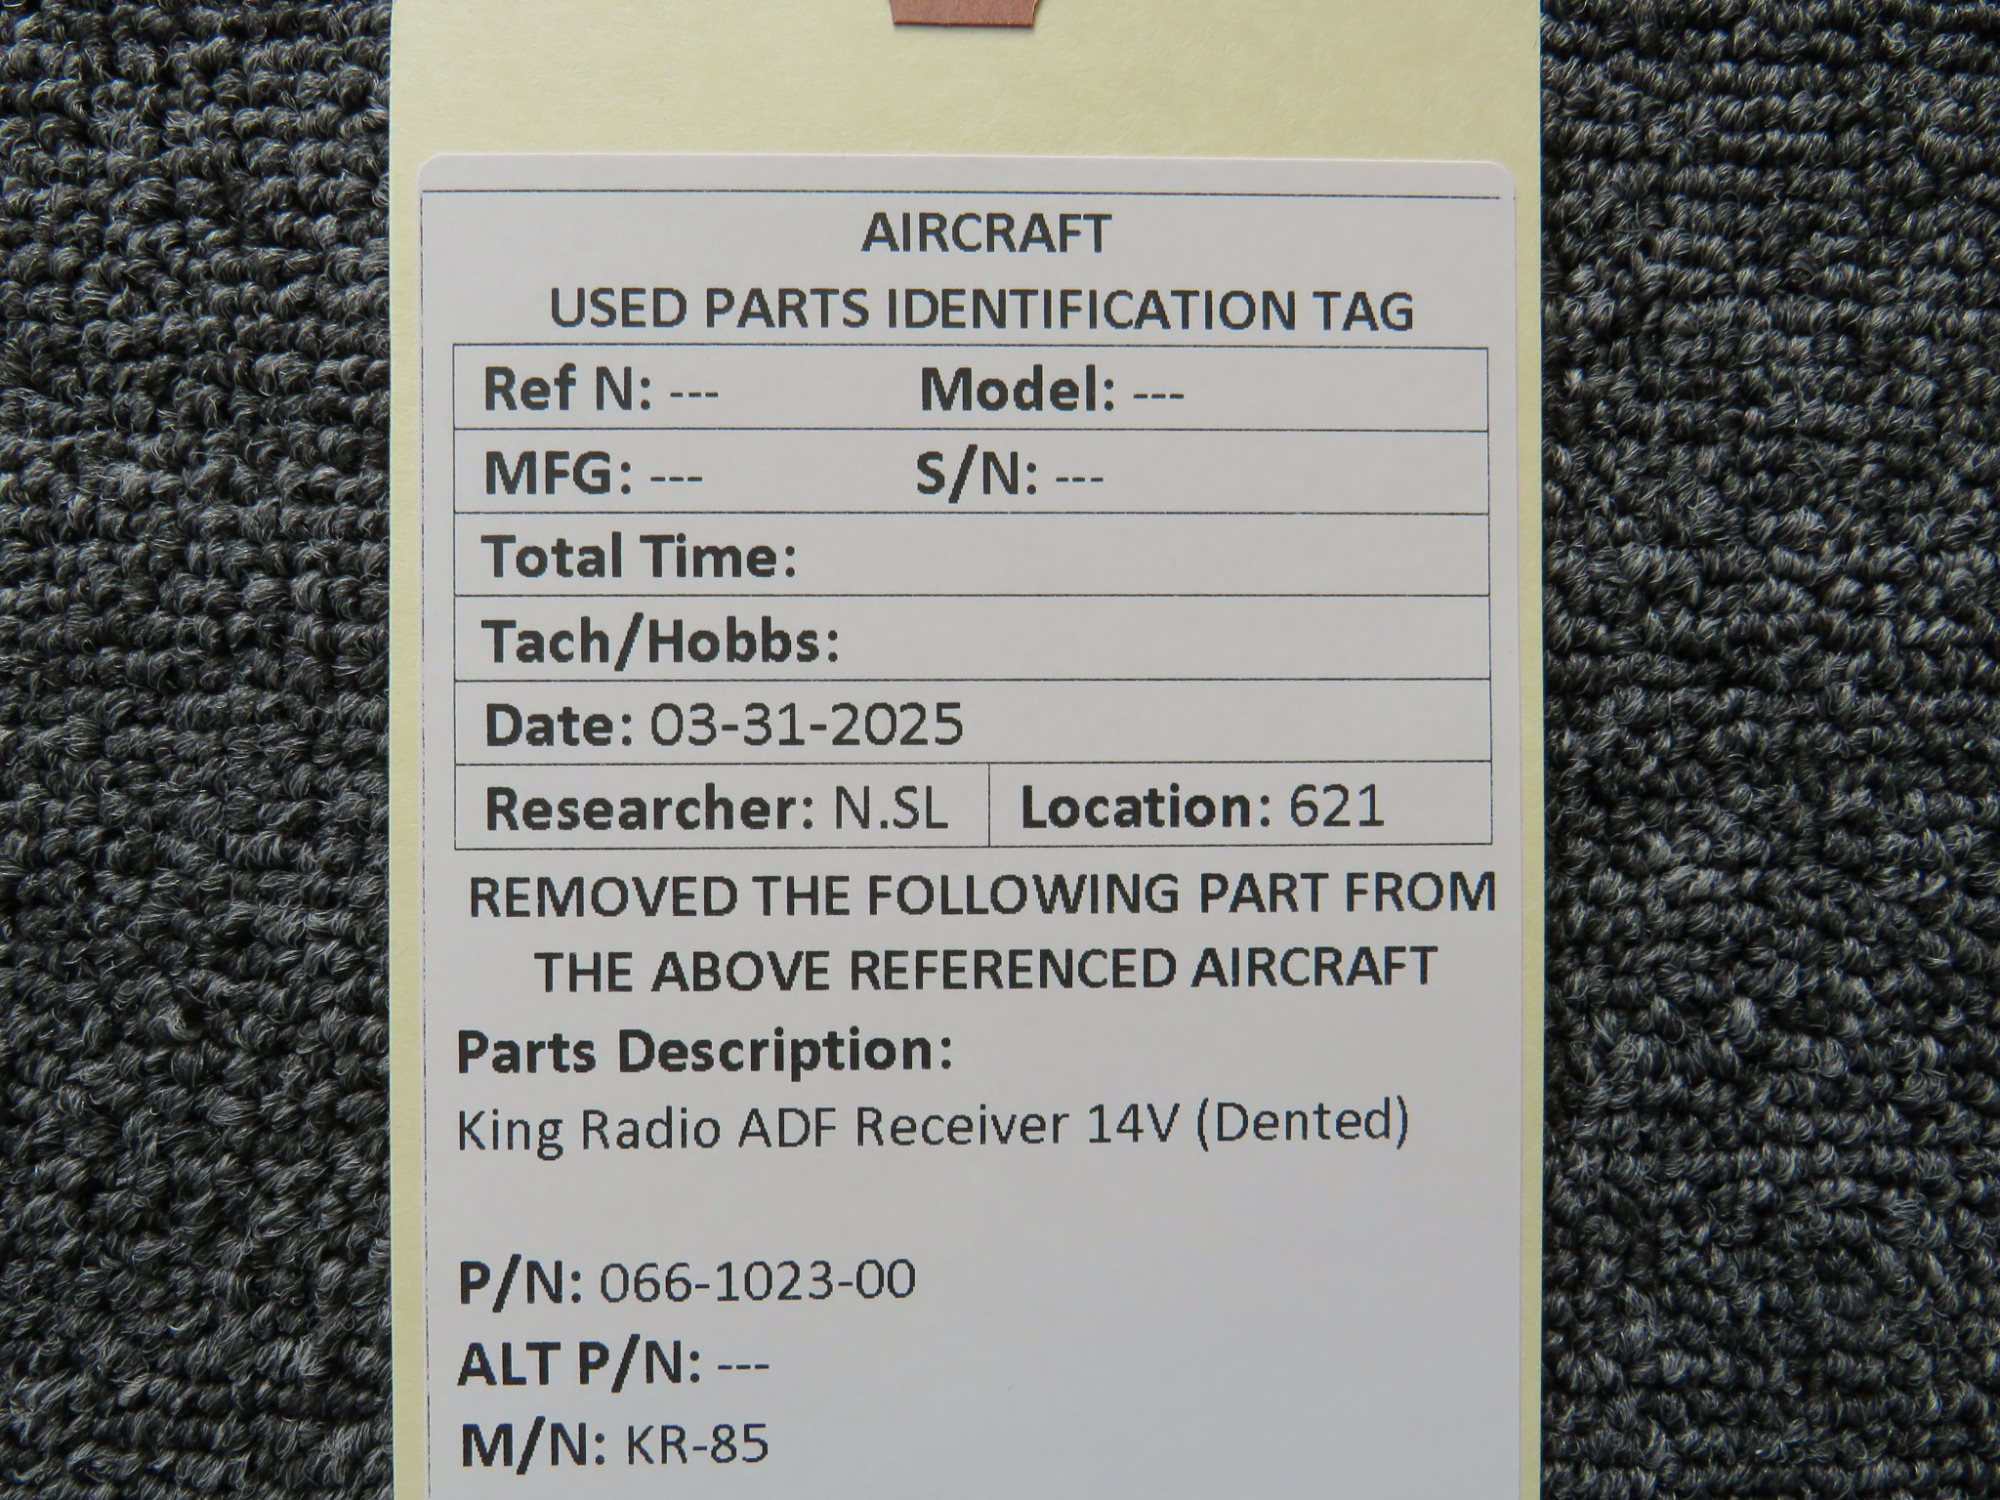 AIRCRAFT
USED PARTS IDENTIFICATION TAG
Ref N: --- Model: ---
MFG: --- S/N: ---
Total Time:
Tach/Hobbs:
Date: 03-31-2025
Researcher: N.SL Location: 621
REMOVED THE FOLLOWING PART FROM
THE ABOVE REFERENCED AIRCRAFT
Parts Description:
King Radio ADF Receiver 14V (Dented)
P/N: 066-1023-00
ALT P/N: ---
M/N: KR-85